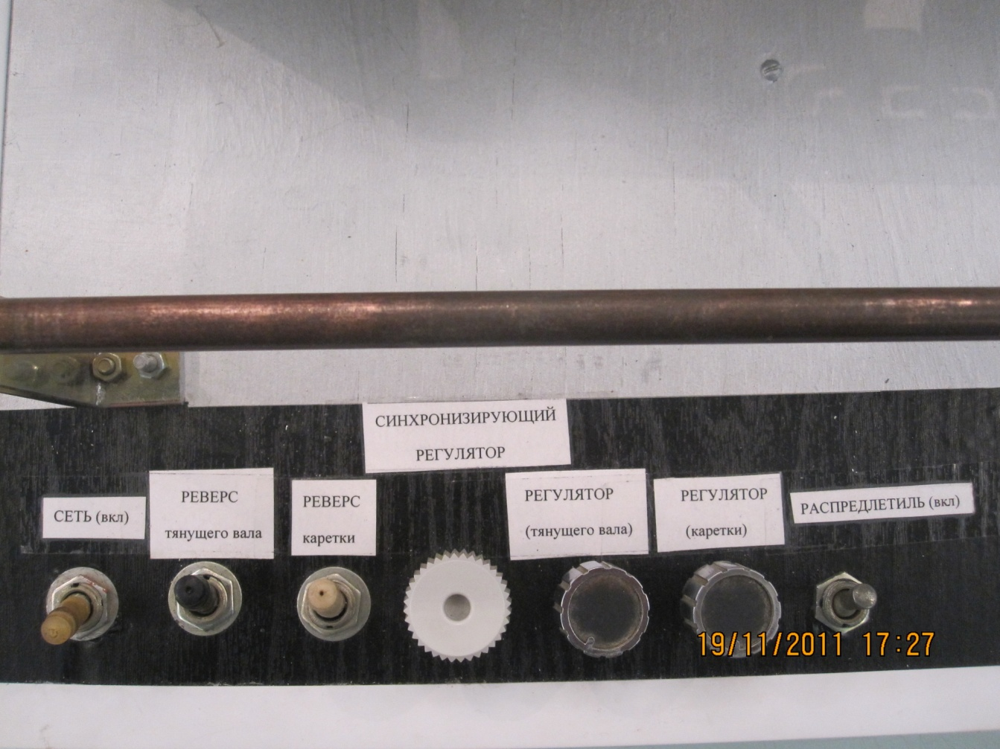 СИНХРОНИЗИРУЮЩИЙ
РЕГУЛЯТОР
СЕТЬ (вкл)
РЕВЕРС
тянущего вала
РЕВЕРС
каретки
РЕГУЛЯТОР
(тянущего вала)
РЕГУЛЯТОР
(каретки)
РАСПРЕДЛЕТИЛЬ (вкл)
19/11/2011 17:27